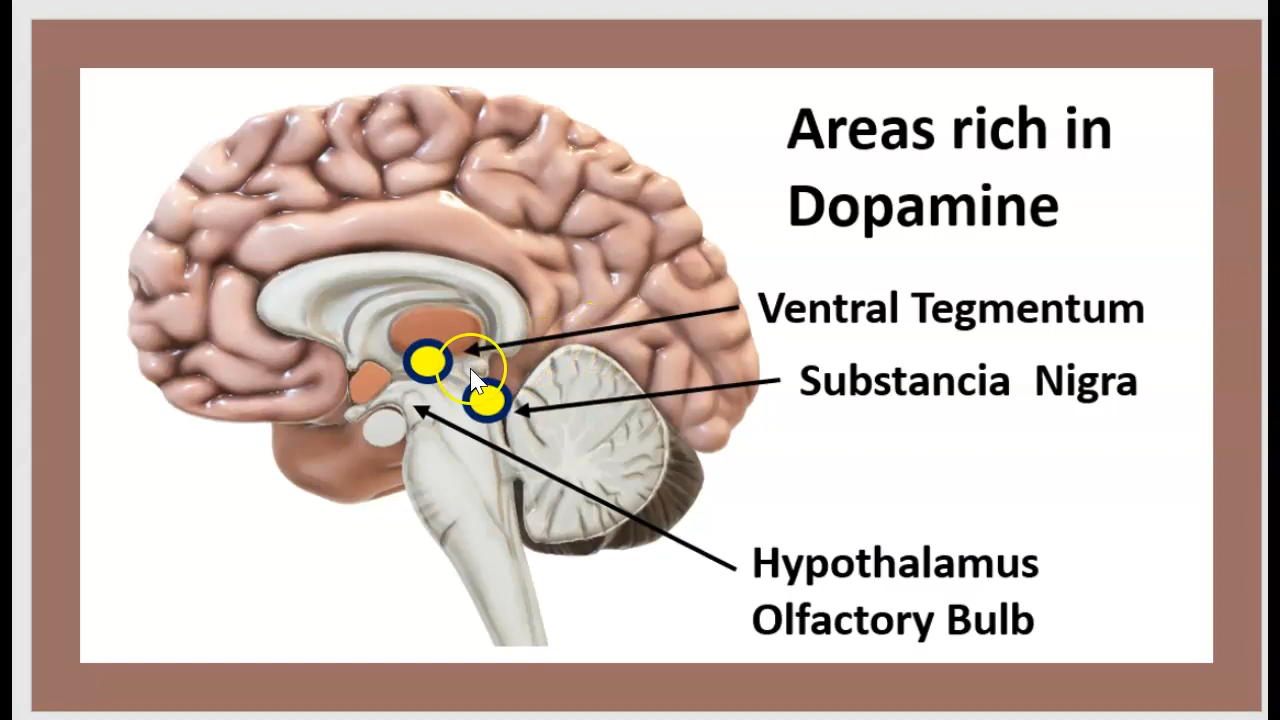 Areas rich in
Dopamine
Ventral Tegmentum
Substancia Nigra
Hypothalamus
Olfactory Bulb